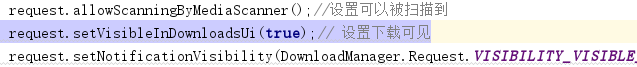 request.allowScanningByMediaScanner();//设置可以被扫描到
request.setVisibleInDownloadsUi(true);// 设置下载可见
request.setNotificationVisibility(DownloadManager.Request.VISIBILITY_VISIBLE